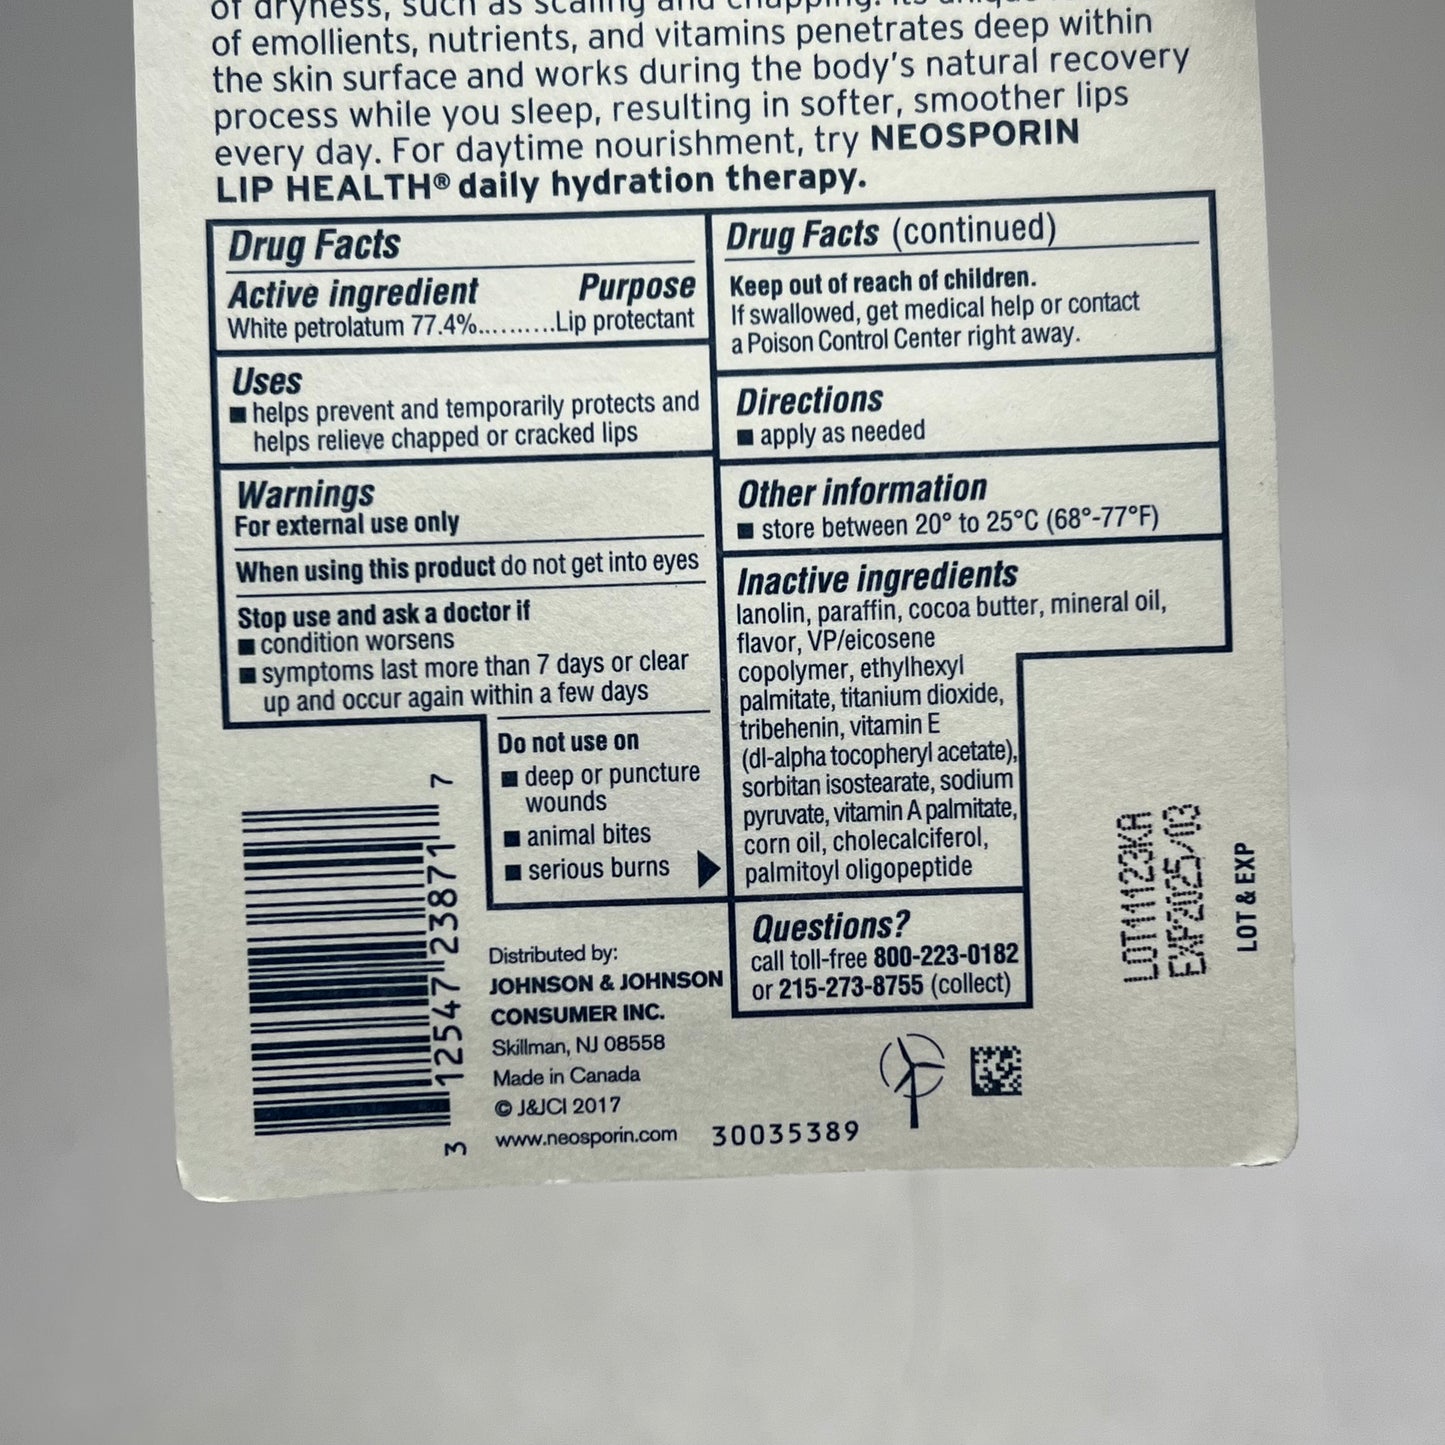 of dryness, such as scaling and chapping. Its unique
of emollients, nutrients, and vitamins penetrates deep within
the skin surface and works during the body's natural recovery
process while you sleep, resulting in softer, smoother lips
every day. For daytime nourishment, try NEOSPORIN
LIP HEALTH® daily hydration therapy.
Drug Facts
Active ingredient Purpose
White petrolatum 77.4%..........Lip protectant
Uses
■ helps prevent and temporarily protects and
helps relieve chapped or cracked lips
Warnings
For external use only
When using this product do not get into eyes
Stop use and ask a doctor if
■ condition worsens
■ symptoms last more than 7 days or clear
up and occur again within a few days
Do not use on
■ deep or puncture
wounds
■ animal bites
■ serious burns
Drug Facts (continued)
Keep out of reach of children.
If swallowed, get medical help or contact
a Poison Control Center right away.
Directions
■ apply as needed
Other information
■ store between 20° to 25°C (68°-77°F)
Inactive ingredients
lanolin, paraffin, cocoa butter, mineral oil,
flavor, VP/eicosene
copolymer, ethylhexyl
palmitate, titanium dioxide,
tribehenin, vitamin E
(dl-alpha tocopheryl acetate),
sorbitan isostearate, sodium
pyruvate, vitamin A palmitate,
corn oil, cholecalciferol,
palmitoyl oligopeptide
Questions?
call toll-free 800-223-0182
or 215-273-8755 (collect)
3 12547 23871 7
Distributed by:
JOHNSON & JOHNSON
CONSUMER INC.
Skillman, NJ 08558
Made in Canada
© J&JCI 2017
www.neosporin.com
30035389
LOT11123KA
EXP2025/03
LOT & EXP